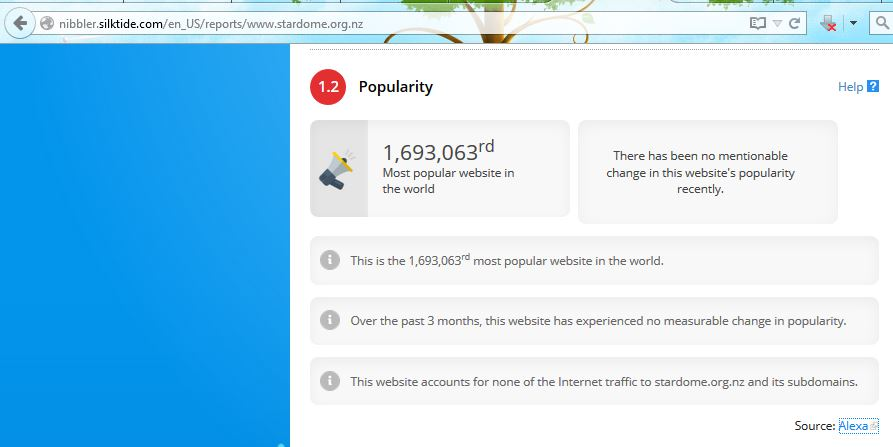 nibbler.silktide.com/en_US/reports/www.stardome.org.nz
1.2 Popularity
Help ?
1,693,063rd
Most popular website in
the world
There has been no mentionable
change in this website's popularity
recently.
This is the 1,693,063rd most popular website in the world.
Over the past 3 months, this website has experienced no measurable change in popularity.
This website accounts for none of the Internet traffic to stardome.org.nz and its subdomains.
Source: Alexa